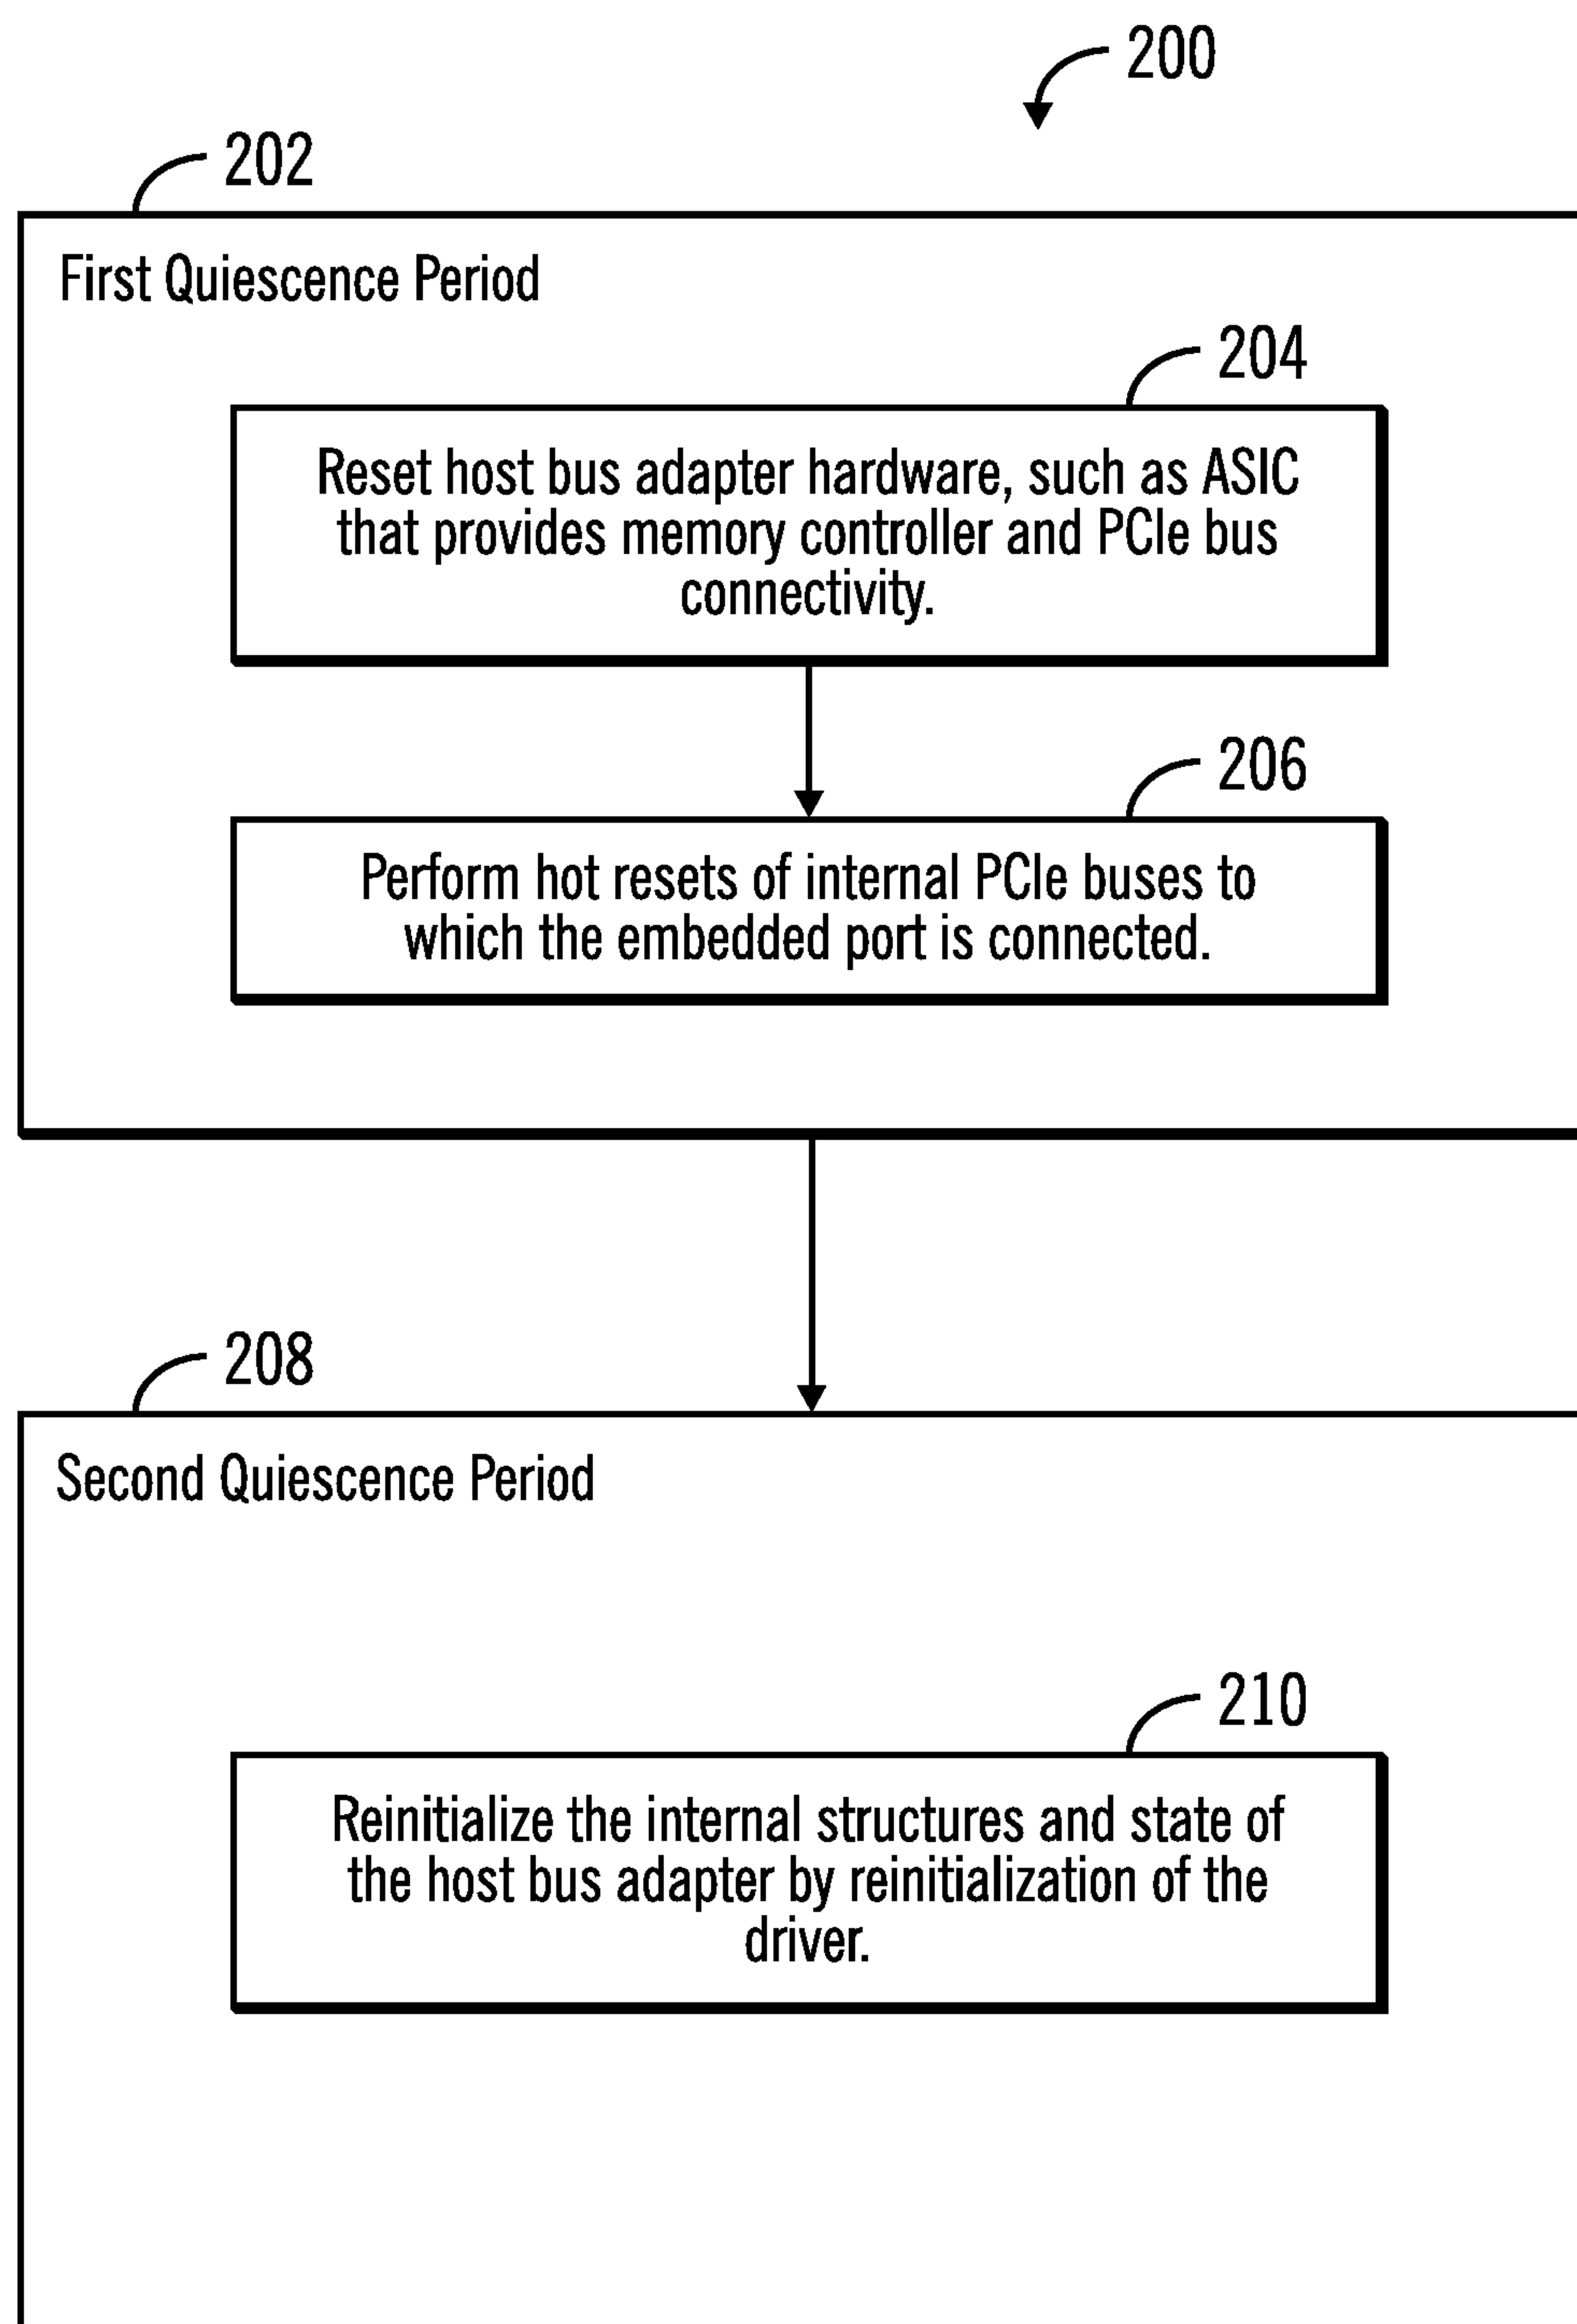 200
202
First Quiescence Period
204
Reset host bus adapter hardware, such as ASIC
that provides memory controller and PCIe bus
connectivity.
206
Perform hot resets of internal PCIe buses to
which the embedded port is connected.
208
Second Quiescence Period
210
Reinitialize the internal structures and state of
the host bus adapter by reinitialization of the
driver.